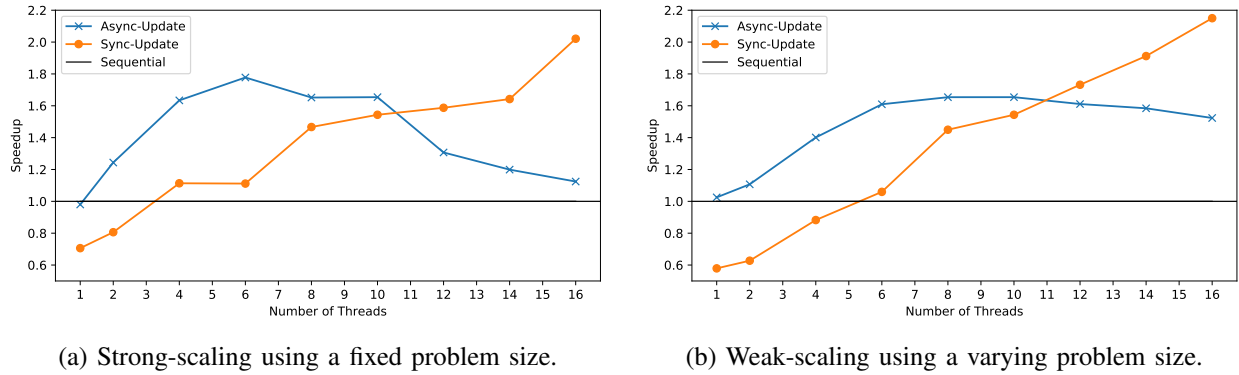 2.2
2.0
1.8
1.6
1.4
1.2
1.0
0.8
0.6
Speedup
Async-Update
Sync-Update
Sequential
1 2 3 4 5 6 7 8 9 10 11 12 13 14 15 16
Number of Threads
(a) Strong-scaling using a fixed problem size.
2.2
2.0
1.8
1.6
1.4
1.2
1.0
0.8
0.6
Speedup
Async-Update
Sync-Update
Sequential
1 2 3 4 5 6 7 8 9 10 11 12 13 14 15 16
Number of Threads
(b) Weak-scaling using a varying problem size.